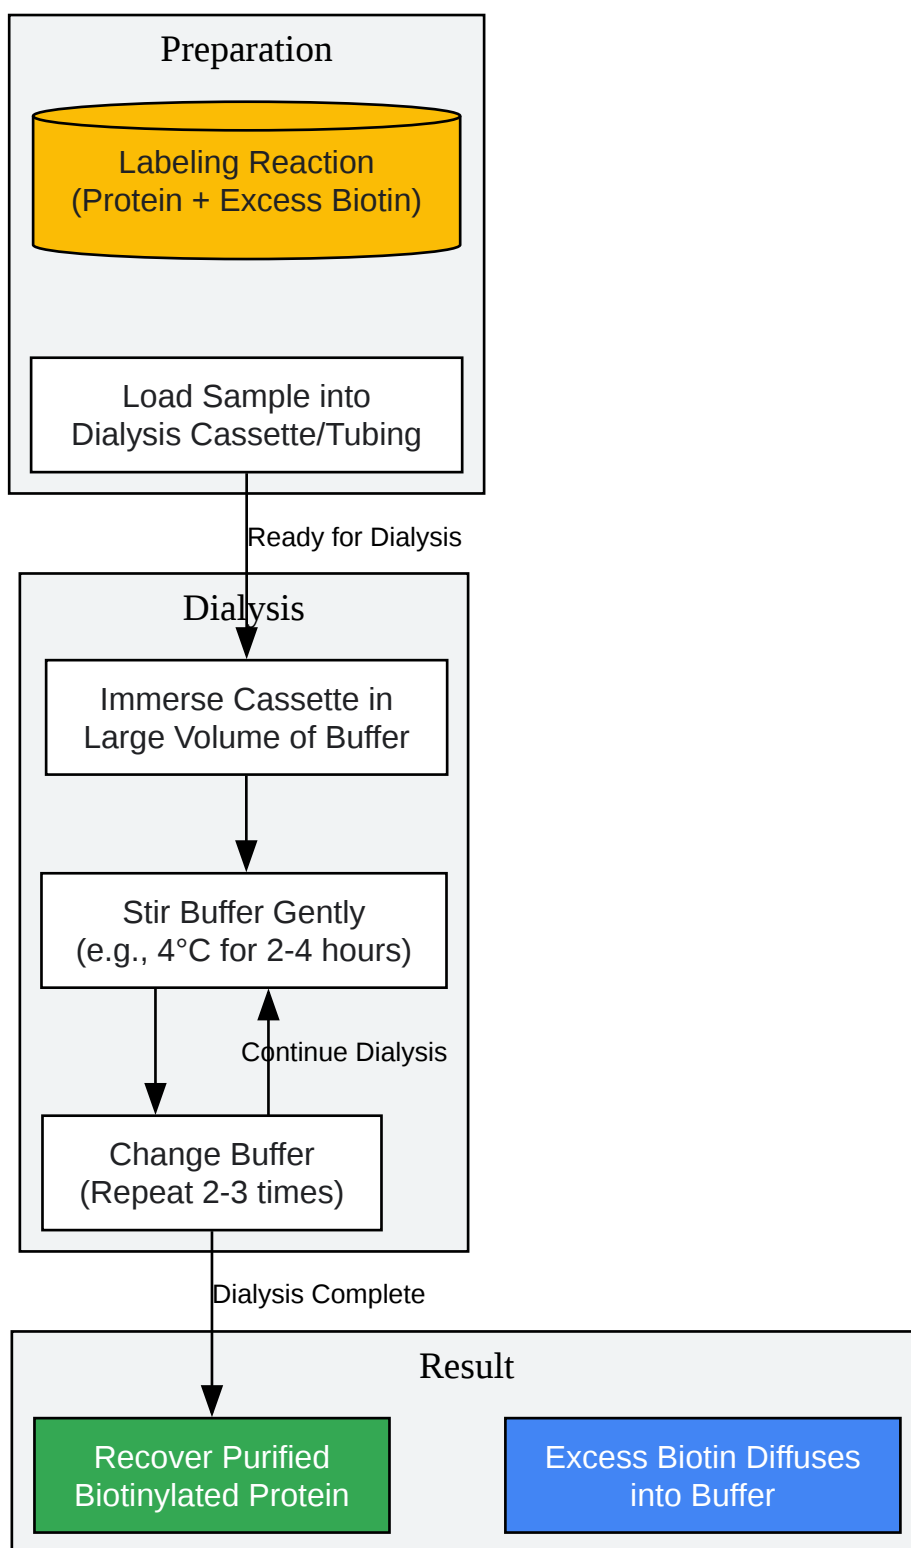 Preparation
Labeling Reaction
(Protein + Excess Biotin)
Load Sample into
Dialysis Cassette/Tubing
Ready for Dialysis
Dialysis
Immerse Cassette in
Large Volume of Buffer
Stir Buffer Gently
(e.g., 4°C for 2-4 hours)
Continue Dialysis
Change Buffer
(Repeat 2-3 times)
Dialysis Complete
Result
Recover Purified
Biotinylated Protein
Excess Biotin Diffuses
into Buffer